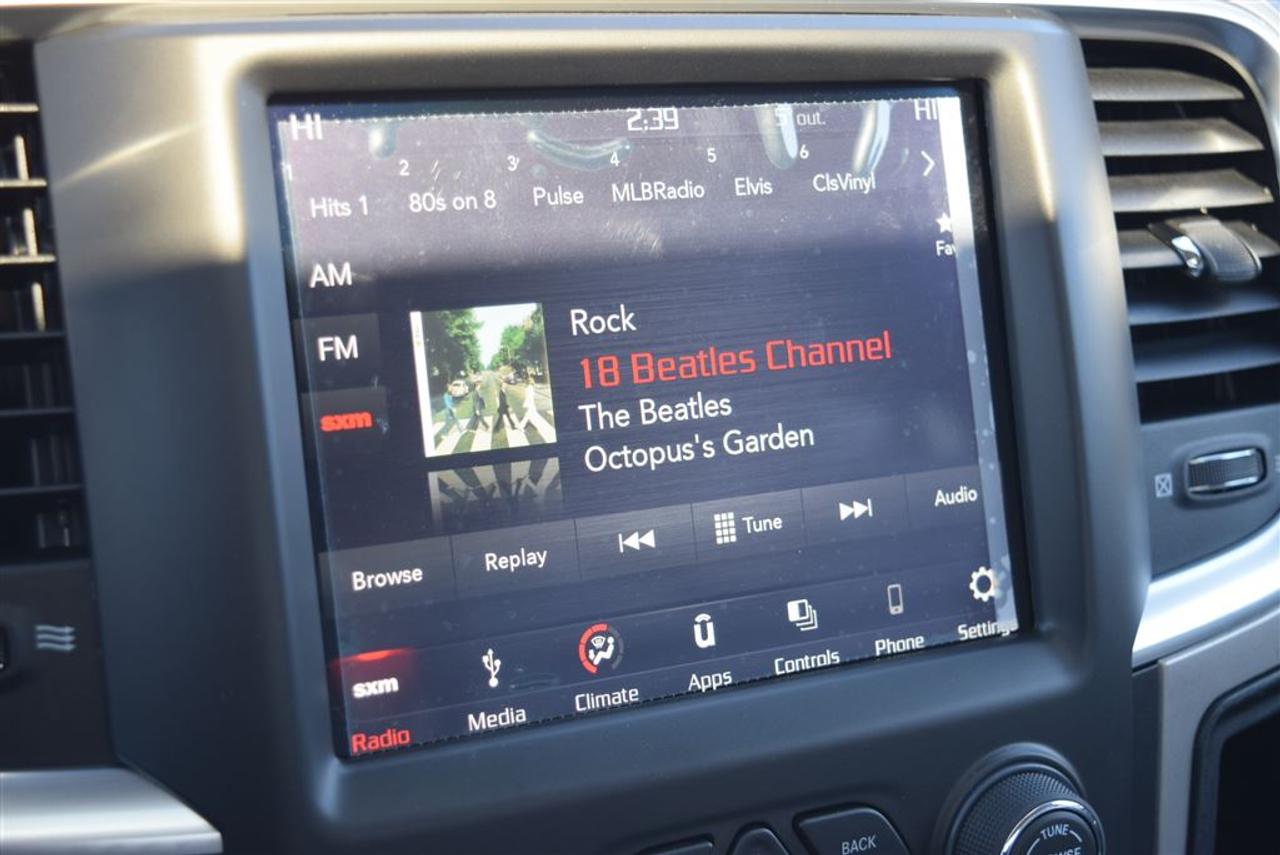 HI 2:39 out. HI
1 2 3 4 5 6
Hits 1 80s on 8 Pulse MLBRadio Elvis ClsVinyl
Fav
AM
FM
sxm
Rock
18 Beatles Channel
The Beatles
Octopus's Garden
Browse Replay Tune Audio
sxm
Radio Media Climate Apps Controls Phone Settings
BACK
TUNE